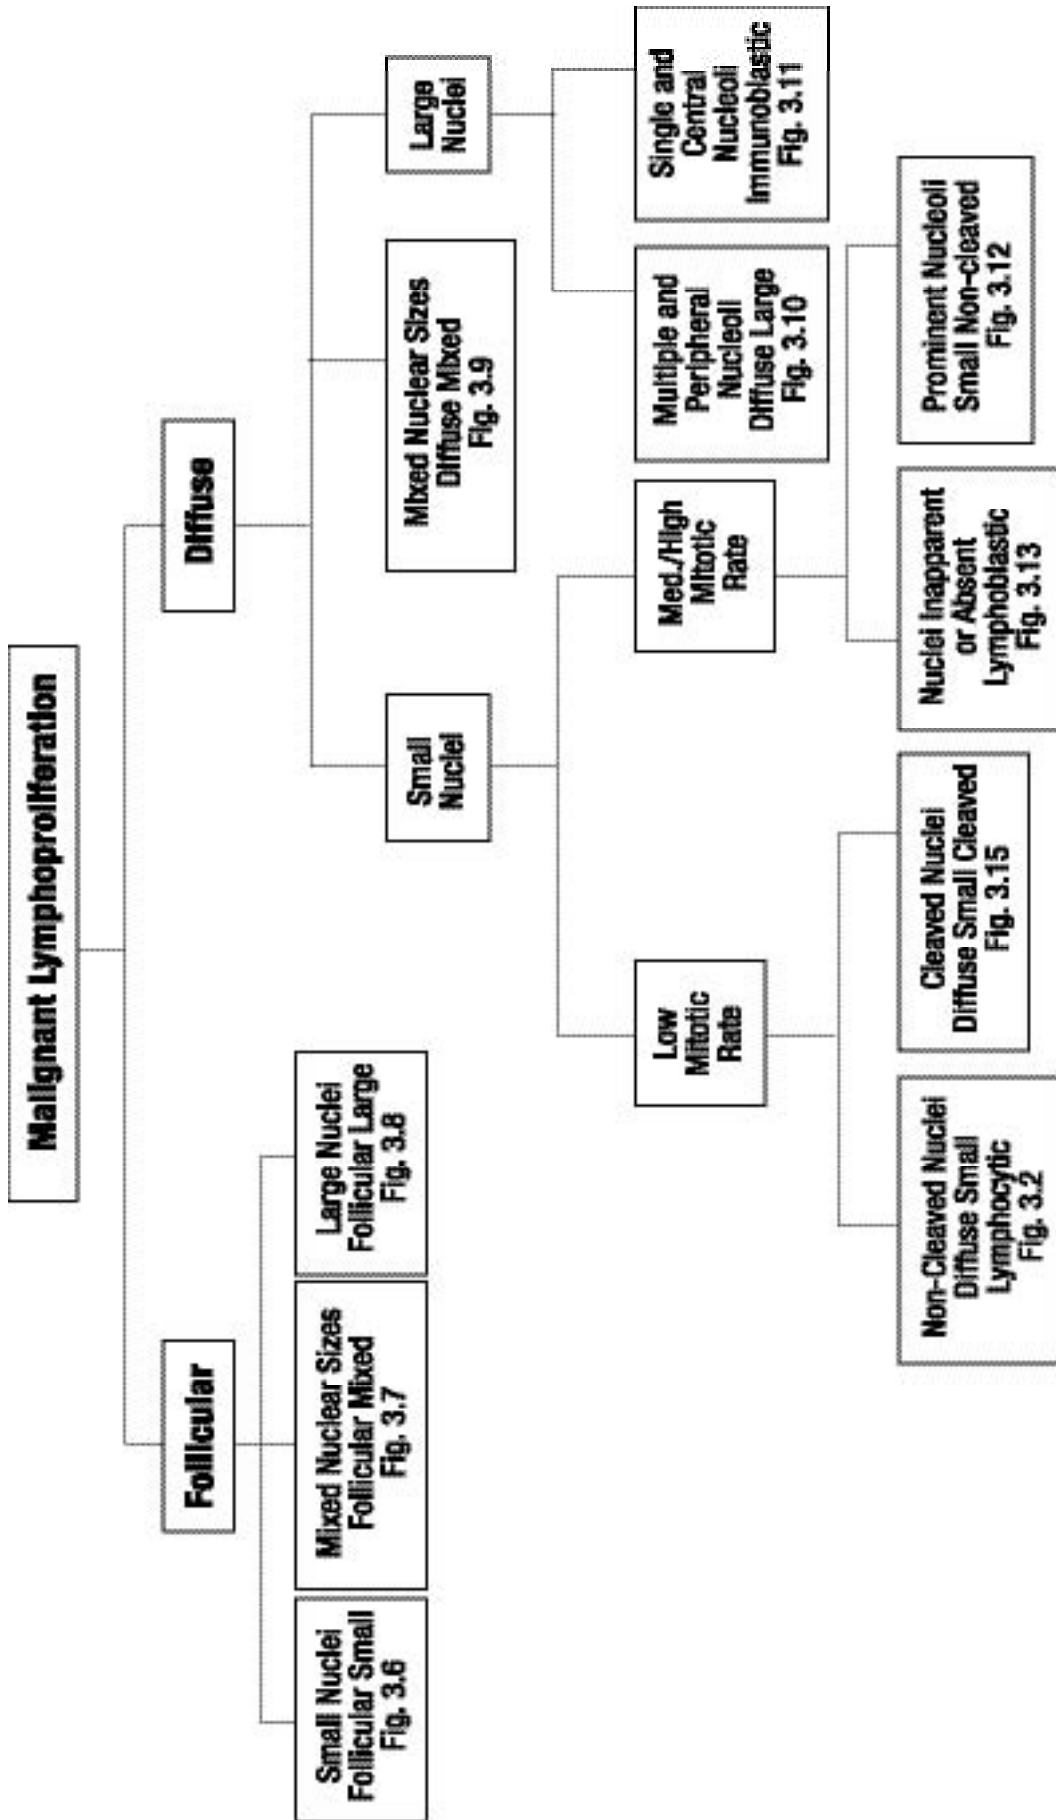 Malignant Lymphoproliferation
Follicular
Diffuse
Small Nuclei
Follicular Small
Fig. 3.6
Mixed Nuclear Sizes
Follicular Mixed
Fig. 3.7
Large Nuclei
Follicular Large
Fig. 3.8
Small
Nuclei
Mixed Nuclear Sizes
Diffuse Mixed
Fig. 3.9
Large
Nuclei
Low
Mitotic
Rate
Med./High
Mitotic
Rate
Multiple and
Peripheral
Nucleoli
Diffuse Large
Fig. 3.10
Single and
Central
Nucleoli
Immunoblastic
Fig. 3.11
Non-Cleaved Nuclei
Diffuse Small
Lymphocytic
Fig. 3.2
Cleaved Nuclei
Diffuse Small Cleaved
Fig. 3.15
Nuclei Inapparent
or Absent
Lymphoblastic
Fig. 3.13
Prominent Nucleoli
Small Non-cleaved
Fig. 3.12